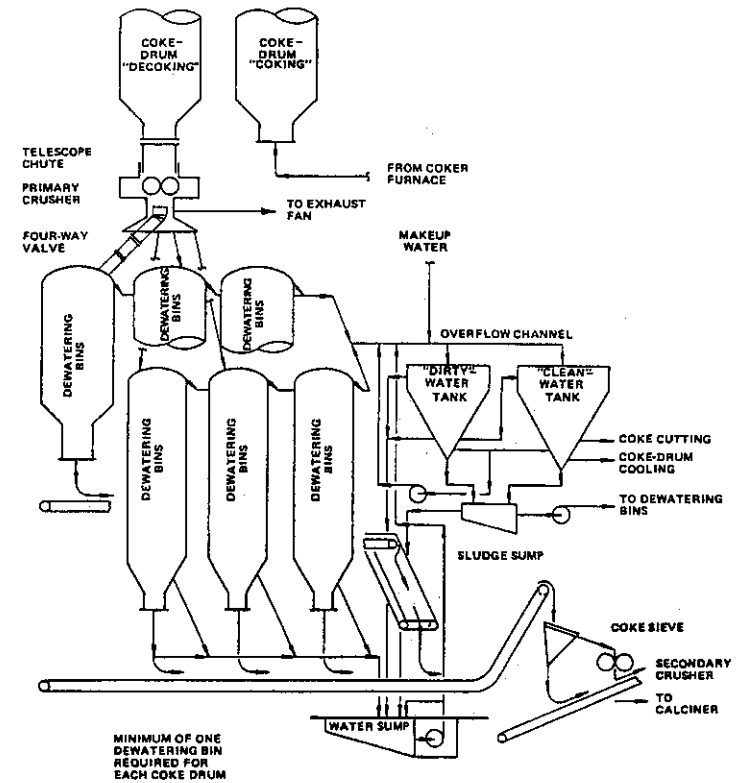 COKE-
DRUM
"DECOKING"
COKE-
DRUM
"COKING"
TELESCOPE
CHUTE
FROM COKER
FURNACE
PRIMARY
CRUSHER
TO EXHAUST
FAN
FOUR-WAY
VALVE
MAKEUP
WATER
DEWATERING
BINS
DEWATERING
BINS
DEWATERING
BINS
OVERFLOW CHANNEL
"DIRTY"-
WATER
TANK
"CLEAN"-
WATER
TANK
DEWATERING
BINS
DEWATERING
BINS
DEWATERING
BINS
COKE CUTTING
COKE-DRUM
COOLING
TO DEWATERING
BINS
SLUDGE SUMP
COKE SIEVE
SECONDARY
CRUSHER
TO
CALCINER
WATER SUMP
MINIMUM OF ONE
DEWATERING BIN
REQUIRED FOR
EACH COKE DRUM